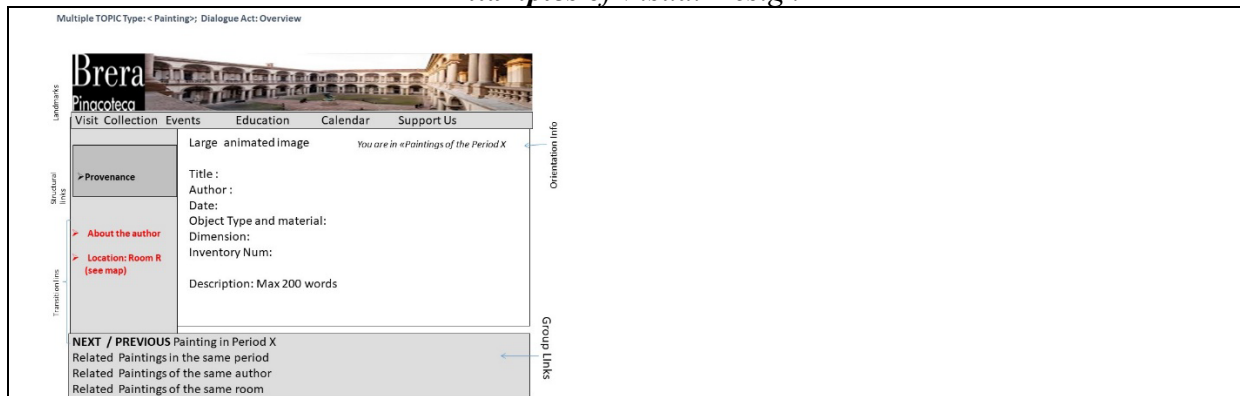 Multiple TOPIC Type: < Painting>; Dialogue Act: Overview
Landmarks
Brera
Pinacoteca
Visit Collection Events Education Calendar Support Us
Large animated image
You are in «Paintings of the Period X
Orientation Info
Structural
links
➢Provenance
Title :
Author :
Date:
Object Type and material:
Dimension:
Inventory Num:
Description: Max 200 words
➢ About the author
➢ Location: Room R
(see map)
NEXT / PREVIOUS Painting in Period X
Related Paintings in the same period
Related Paintings of the same author
Related Paintings of the same room
Group LInks